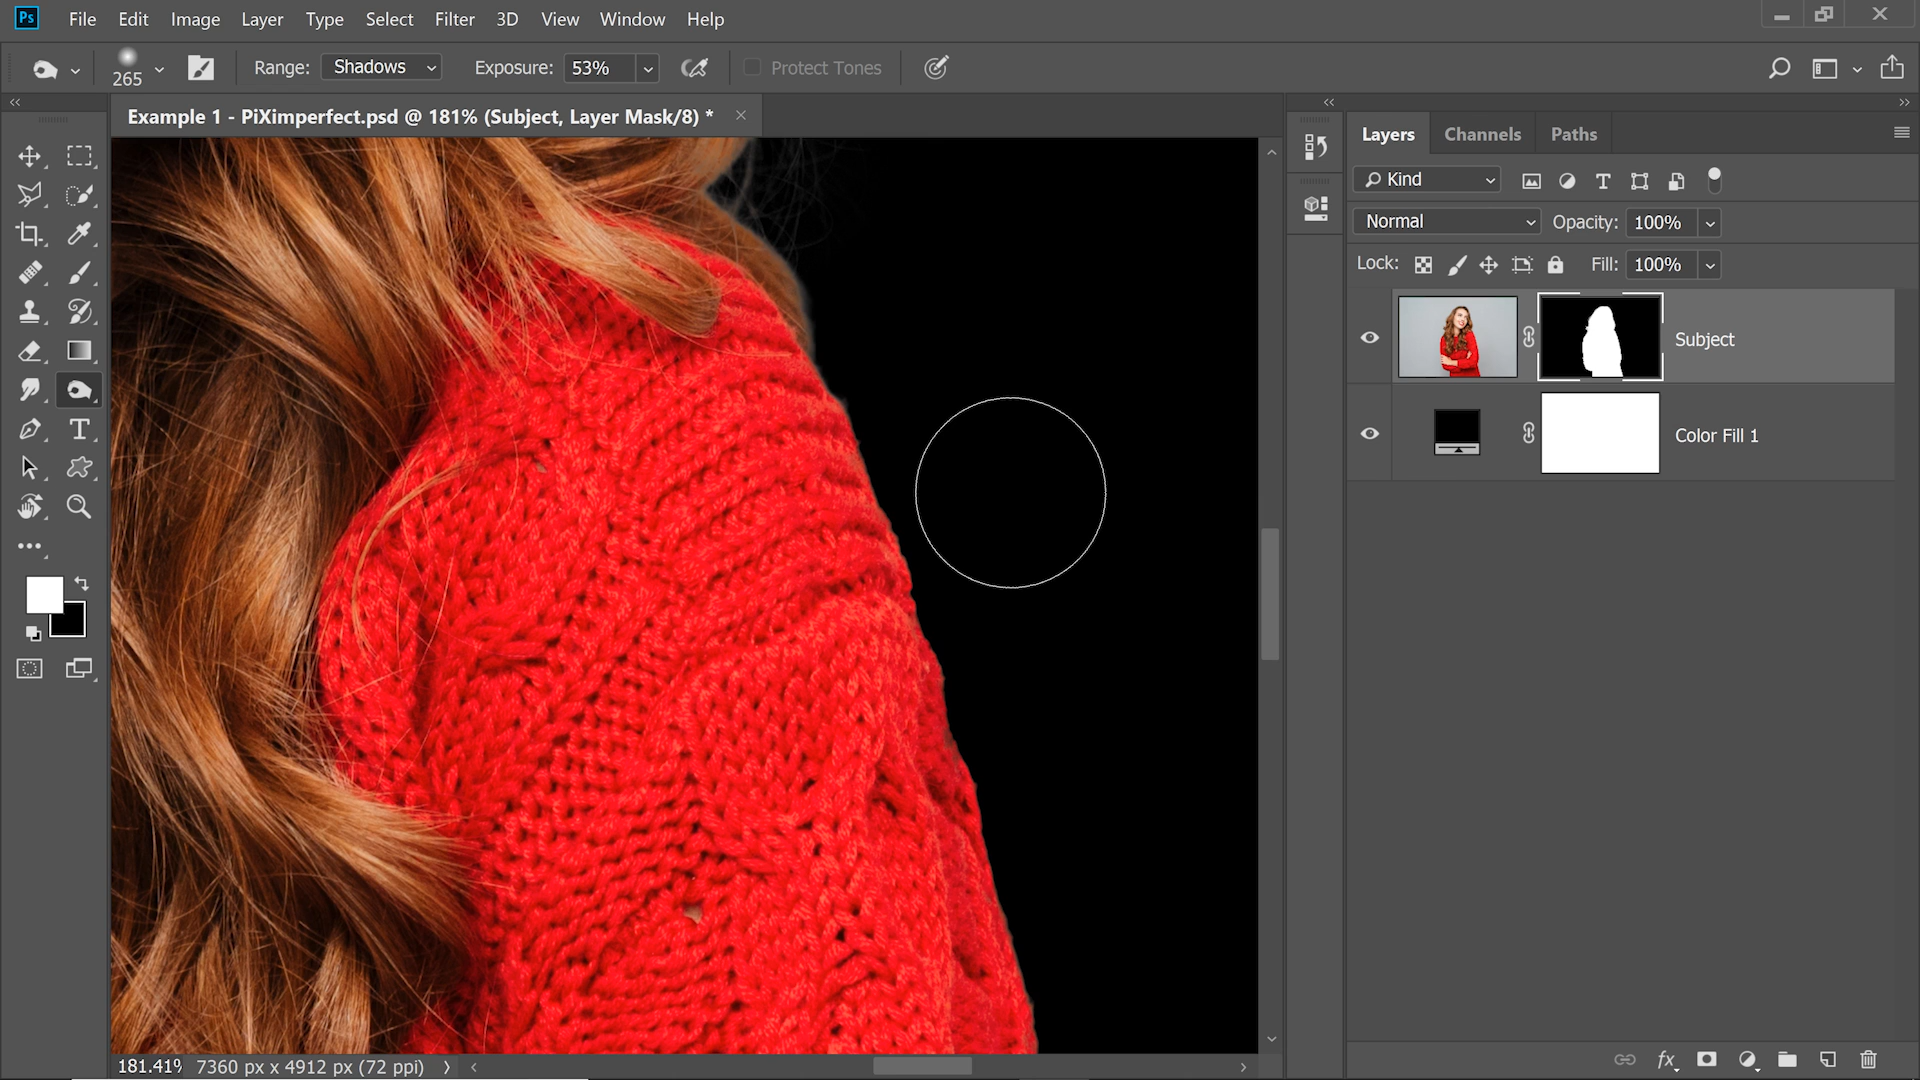 Ps File Edit Image Layer Type Select Filter 3D View Window Help
265 Range: Shadows Exposure: 53% Protect Tones
Example 1 - PiXimperfect.psd @ 181% (Subject, Layer Mask/8) *
Layers Channels Paths
Kind
Normal Opacity: 100%
Lock: Fill: 100%
Subject
Color Fill 1
181.41% 7360 px x 4912 px (72 ppi)
fx